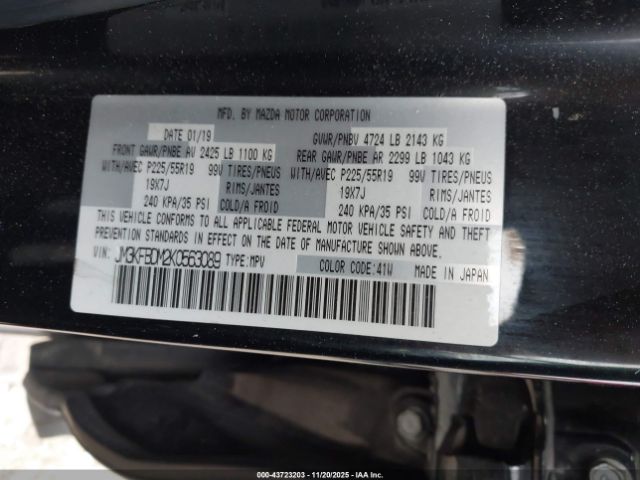 MFD. BY MAZDA MOTOR CORPORATION
DATE 01/19 GVWR/PNBV 4724 LB 2143 KG
FRONT GAWR/PNBE AV 2425 LB 1100 KG REAR GAWR/PNBE AR 2299 LB 1043 KG
WITH/AVEC P225/55R19 99V TIRES/PNEUS WITH/AVEC P225/55R19 99V TIRES/PNEUS
19X7J RIMS/JANTES 19X7J RIMS/JANTES
240 KPA/35 PSI COLD/A FROID 240 KPA/35 PSI COLD/A FROID
THIS VEHICLE CONFORMS TO ALL APPLICABLE FEDERAL MOTOR VEHICLE SAFETY, BUMPER, AND THEFT
PREVENTION STANDARDS IN EFFECT ON THE DATE OF MANUFACTURE SHOWN ABOVE.
VIN: JM3KFBDM2K0563089 TYPE:MPV COLOR CODE:41W MADE IN JAPAN
00-43723203 - 11/20/2025 - IAAI.COM